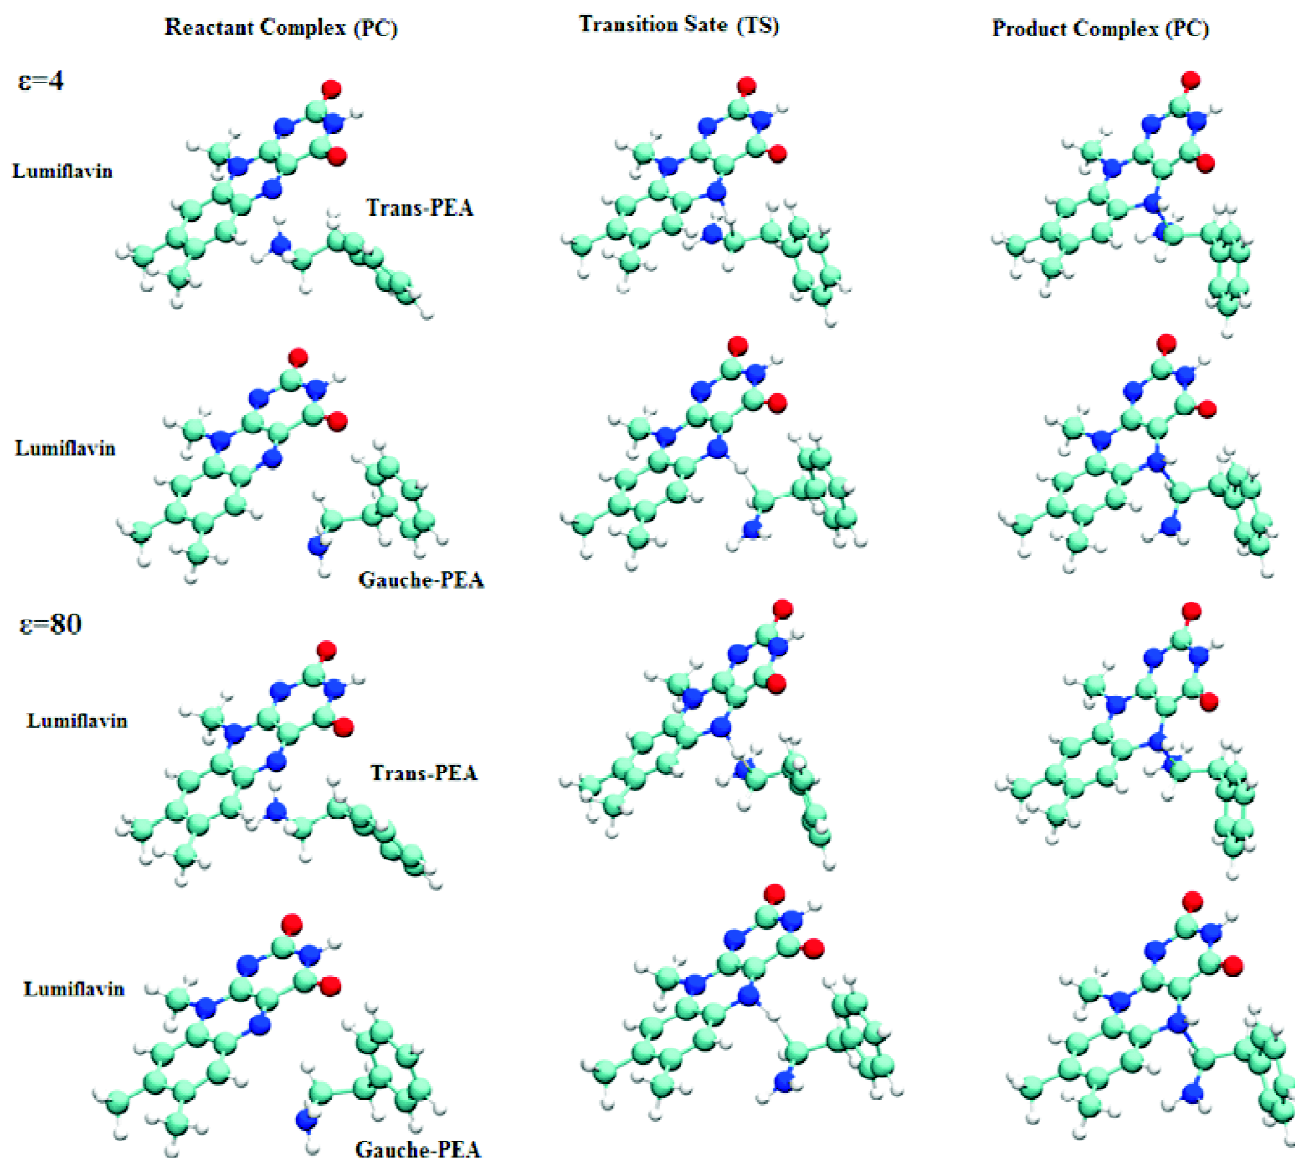 Reactant Complex (PC)
Transition Sate (TS)
Product Complex (PC)
ε=4
Lumiflavin
Trans-PEA
Lumiflavin
Gauche-PEA
ε=80
Lumiflavin
Trans-PEA
Lumiflavin
Gauche-PEA